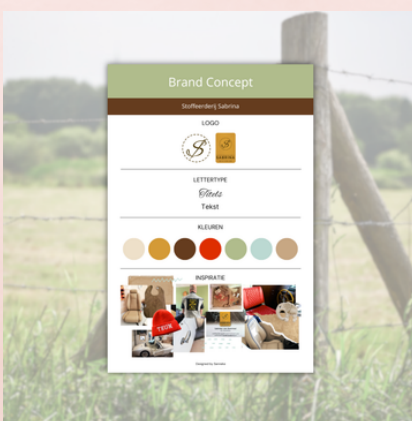 Brand Concept
Stoffeerderij Sabrina
LOGO
LETTERTYPE
Titels
Tekst
KLEUREN
INSPIRATIE